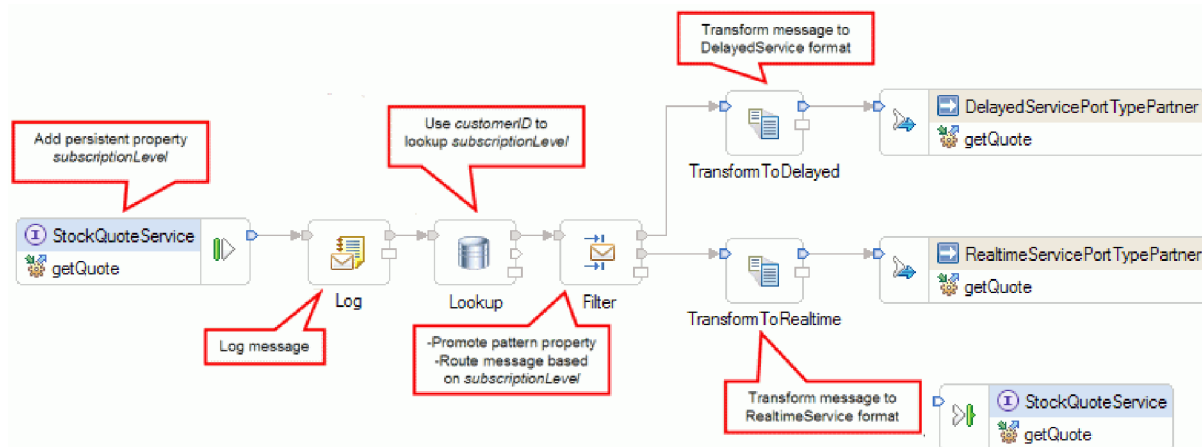 Transform message to
DelayedService format
Add persistent property
subscriptionLevel
Use customerID to
lookup subscriptionLevel
DelayedServicePortTypePartner
getQuote
TransformToDelayed
StockQuoteService
getQuote
Log
Lookup
Filter
RealtimeServicePortTypePartner
getQuote
TransformToRealtime
Log message
-Promote pattern property
-Route message based
on subscriptionLevel
Transform message to
RealtimeService format
StockQuoteService
getQuote